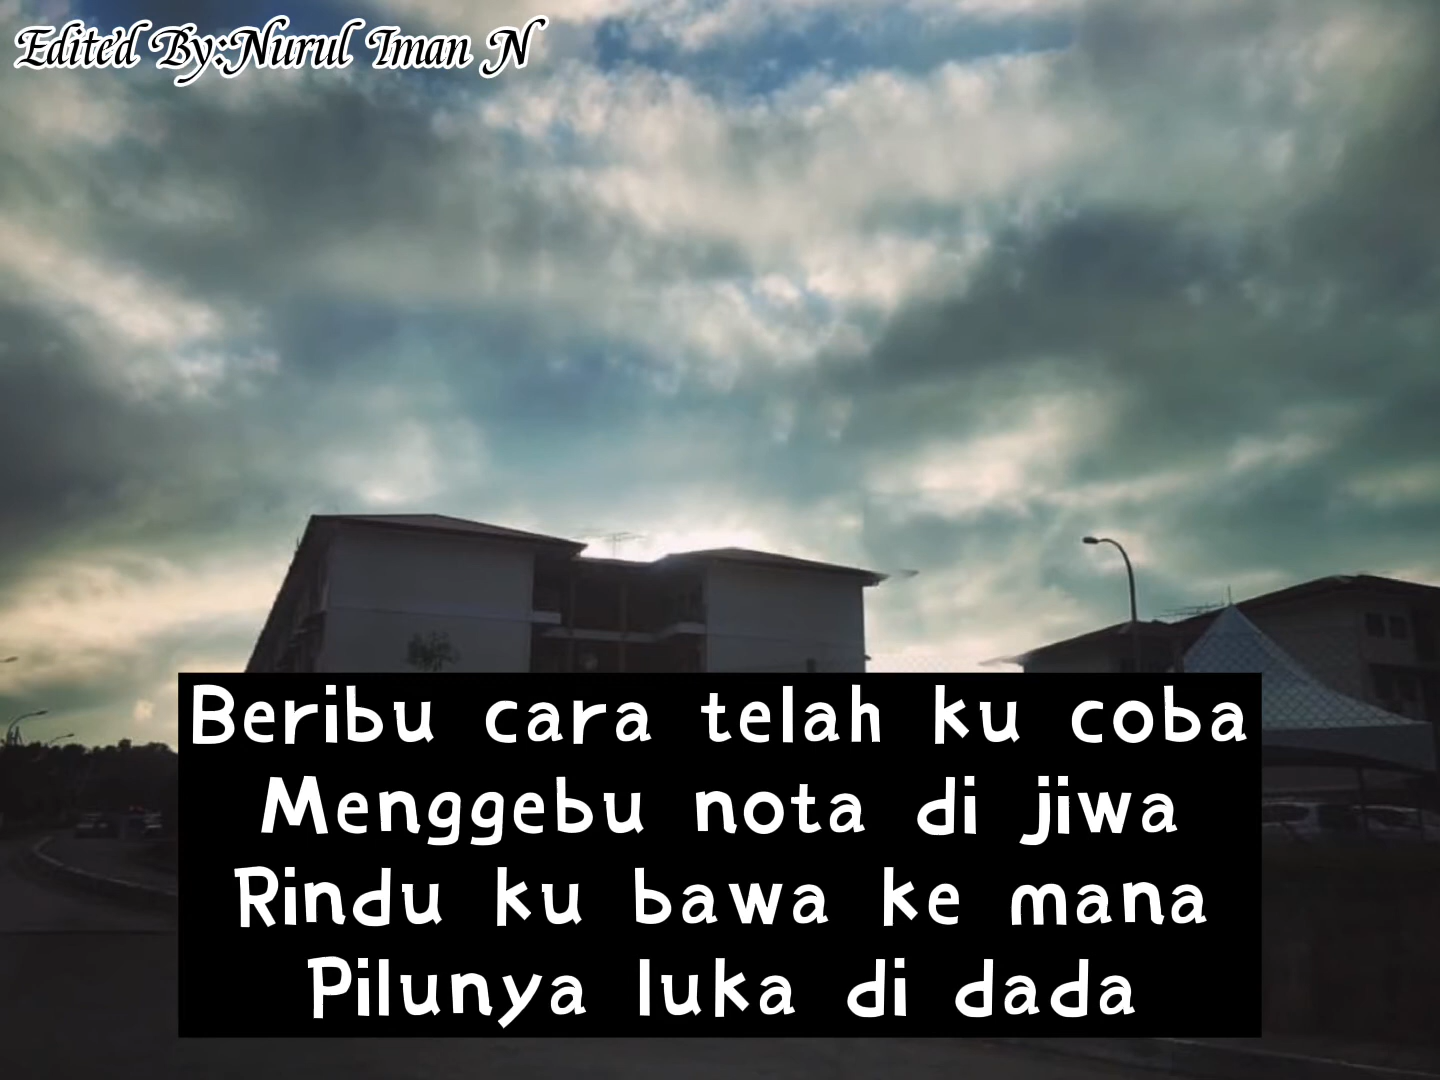 Edited By:Nurul Iman N
Beribu cara telah ku coba
Menggebu nota di jiwa
Rindu ku bawa ke mana
Pilunya luka di dada